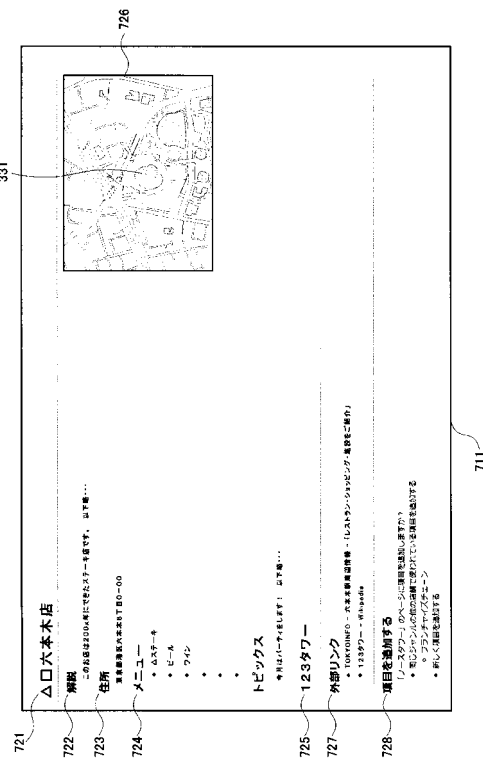 △口六本木店
解説
このお店は200x年にできたステーキ店です。 以下略・・・
住所
東京都港区六本木6丁目0-00
メニュー
• △ステーキ
• ビール
• ワイン
•
•
•
トピックス
今月はパーティをします！ 以下略・・・
123タワー
外部リンク
• TOKYOINFO - 六本木駅周辺情報 - 「レストラン・ショッピング・施設をご紹介」
• 123タワー - Wikipedia
項目を追加する
「ノースタワー」のページに項目を追加しますか？
• 同じジャンルの他の店舗で使われている項目を追加する
○ フランチャイズチェーン
• 新しく項目を追加する
721
722
723
724
725
727
728
331
726
711